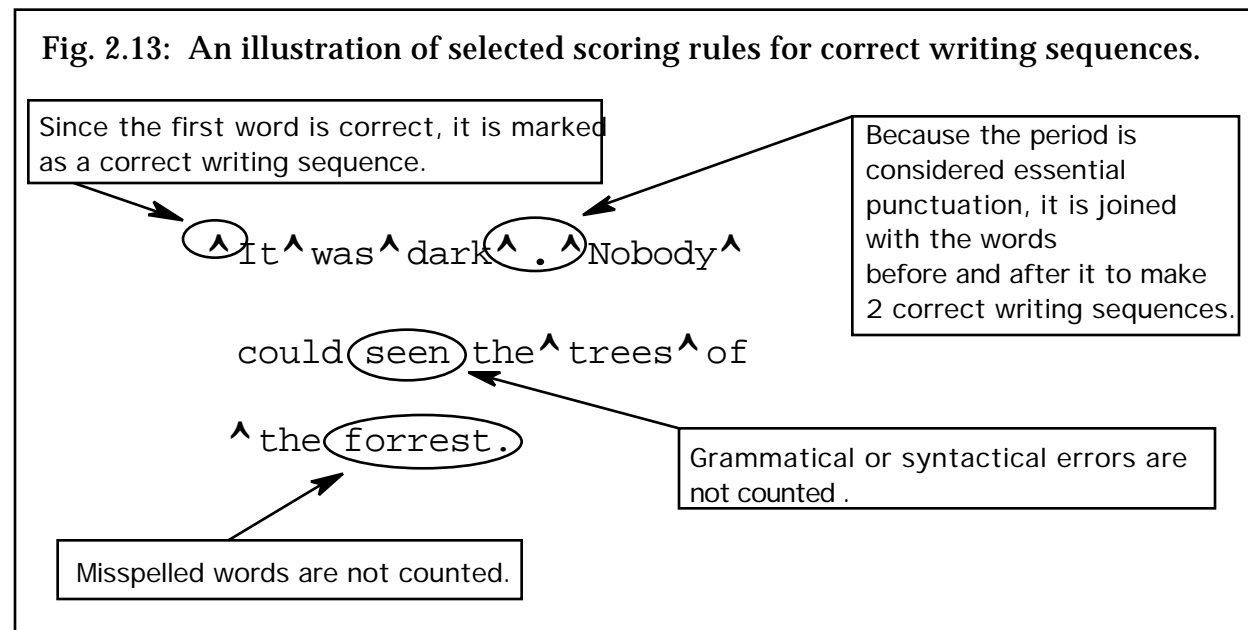 Fig. 2.13: An illustration of selected scoring rules for correct writing sequences.
Since the first word is correct, it is marked
as a correct writing sequence.
Because the period is
considered essential
punctuation, it is joined
with the words
before and after it to make
2 correct writing sequences.
^It^was^dark^.^Nobody^
could seen the^trees^of
^the forrest.
Grammatical or syntactical errors are
not counted .
Misspelled words are not counted.